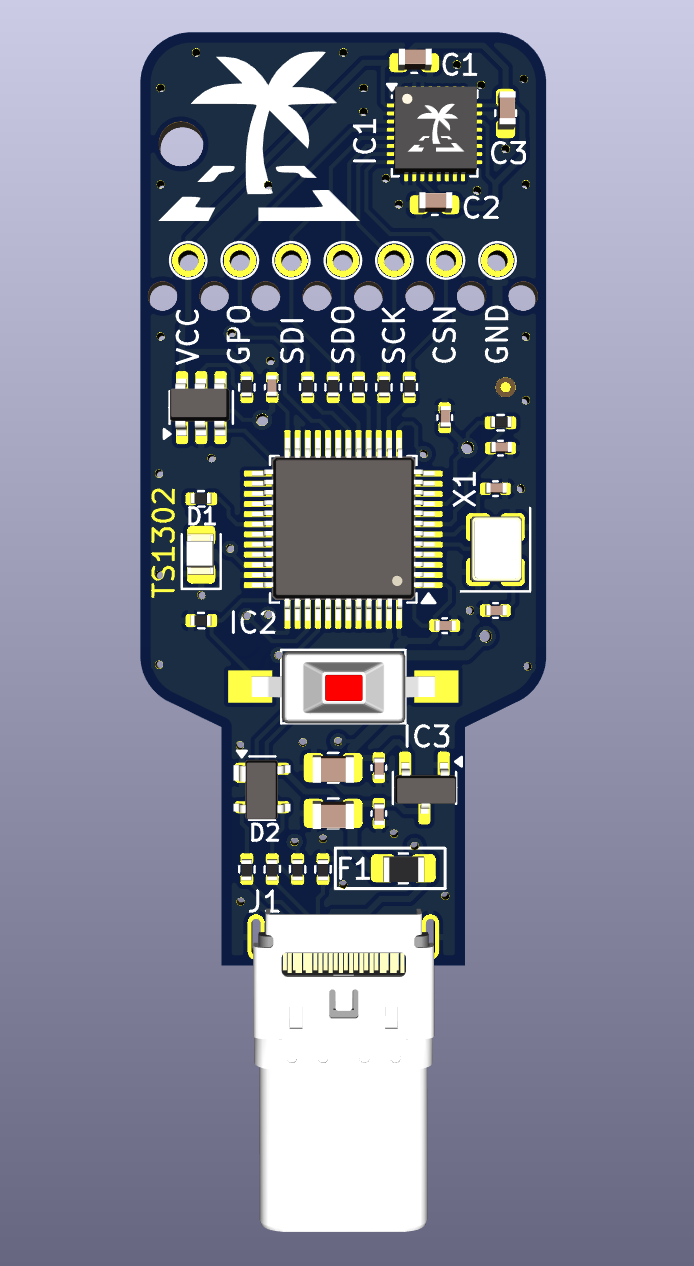 C1
IC1
C3
C2
VCC
GPO
SDI
SDO
SCK
CSN
GND
X1
TS1302
D1
IC2
IC3
D2
F1
J1